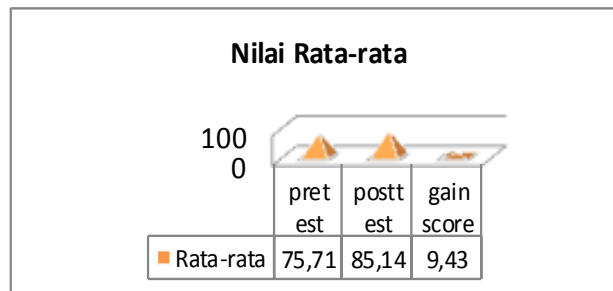 Nilai Rata-rata
100
0
pret postt gain
est est score
Rata-rata 75,71 85,14 9,43